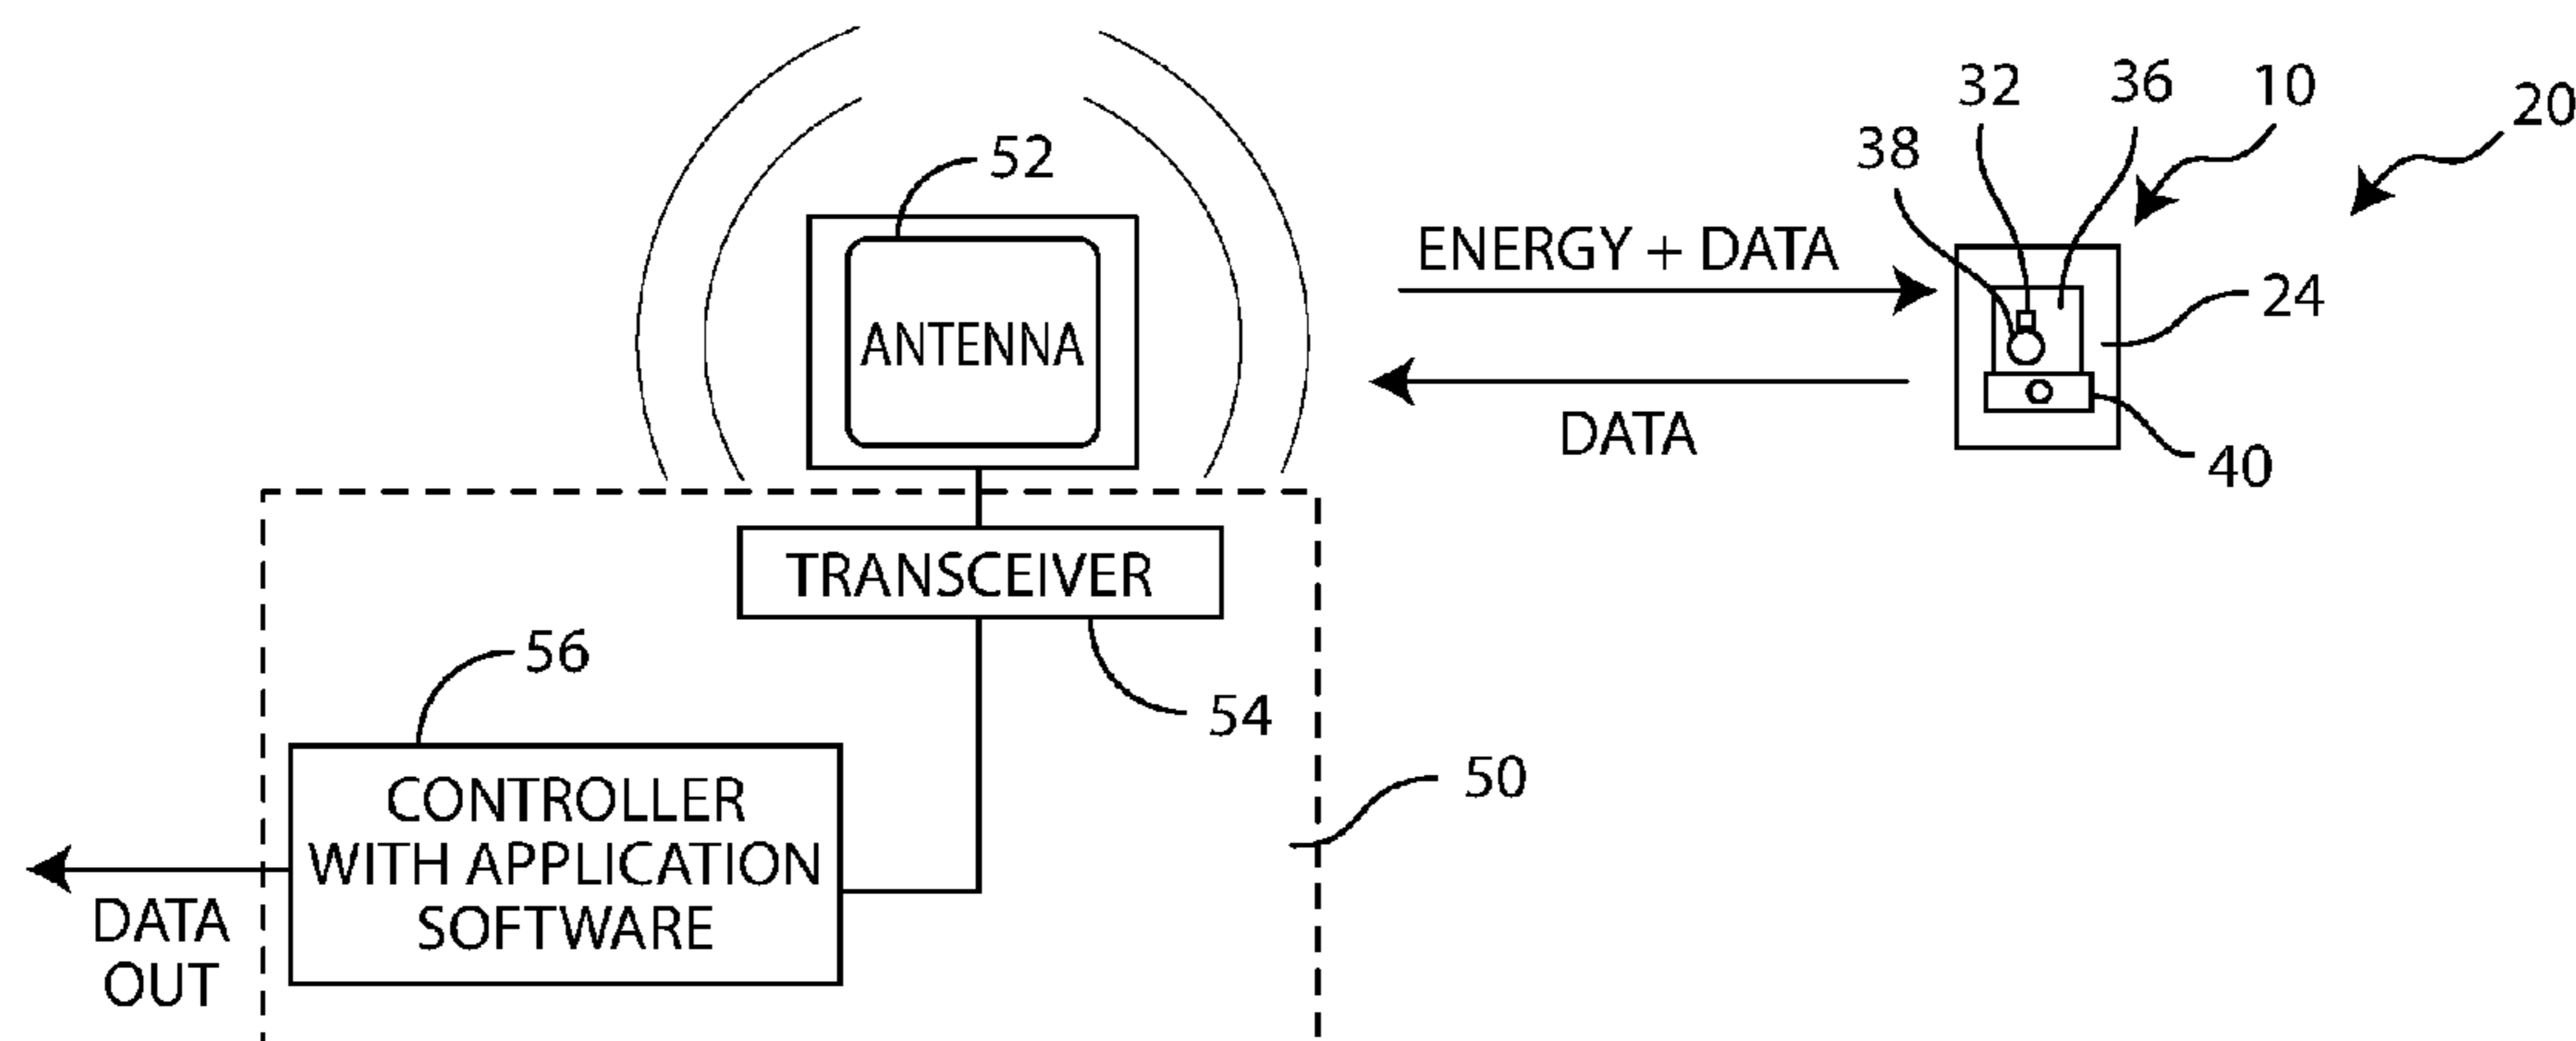 32
36
10
20
38
52
ENERGY + DATA
24
ANTENNA
DATA
40
TRANSCEIVER
56
54
50
CONTROLLER
WITH APPLICATION
SOFTWARE
DATA
OUT